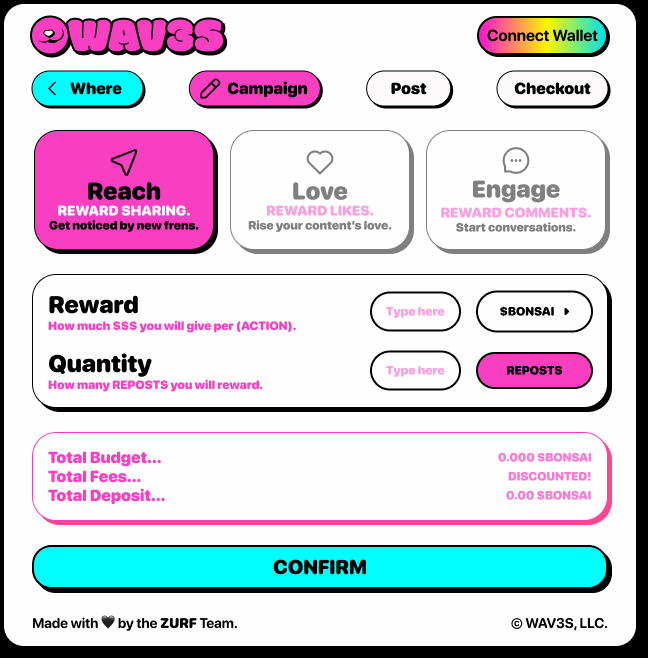 WAV3S
Connect Wallet
Where
Campaign
Post
Checkout
Reach
REWARD SHARING.
Get noticed by new frens.
Love
REWARD LIKES.
Rise your content's love.
Engage
REWARD COMMENTS.
Start conversations.
Reward
How much $$$ you will give per (ACTION).
Type here
$BONSAI
Quantity
How many REPOSTS you will reward.
Type here
REPOSTS
Total Budget... 0.000 $BONSAI
Total Fees... DISCOUNTED!
Total Deposit... 0.00 $BONSAI
CONFIRM
Made with 🖤 by the ZURF Team. © WAV3S, LLC.